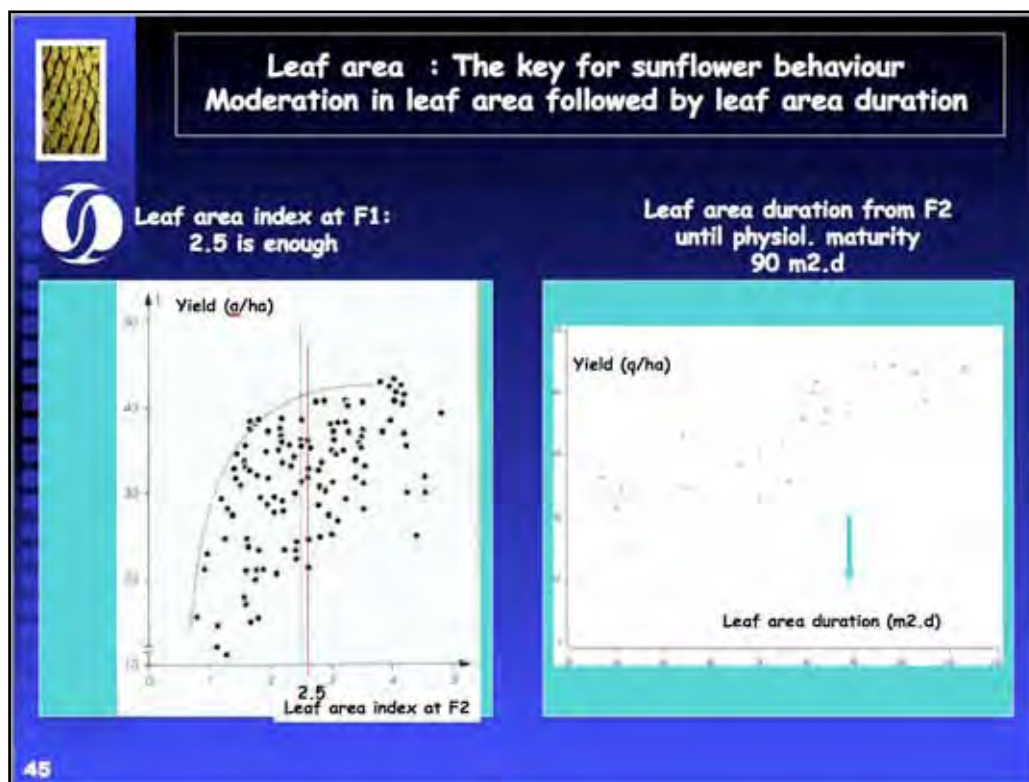 Leaf area : The key for sunflower behaviour
Moderation in leaf area followed by leaf area duration
Leaf area index at F1:
2.5 is enough
Yield (q/ha)
50
40
30
20
10
0
1
2
3
4
5
2.5
Leaf area index at F2
Leaf area duration from F2
until physiol. maturity
90 m2.d
Yield (q/ha)
Leaf area duration (m2.d)
45